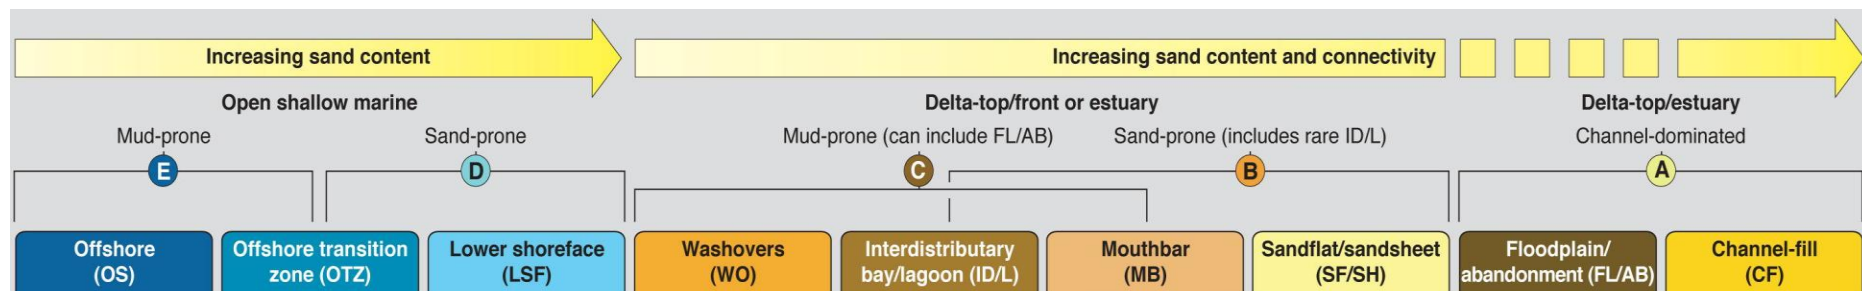 Increasing sand content
Increasing sand content and connectivity
Open shallow marine
Delta-top/front or estuary
Delta-top/estuary
Mud-prone
Sand-prone
Mud-prone (can include FL/AB)
Sand-prone (includes rare ID/L)
Channel-dominated
E
D
C
B
A
Offshore
(OS)
Offshore transition
zone (OTZ)
Lower shoreface
(LSF)
Washovers
(WO)
Interdistributary
bay/lagoon (ID/L)
Mouthbar
(MB)
Sandflat/sandsheet
(SF/SH)
Floodplain/
abandonment (FL/AB)
Channel-fill
(CF)